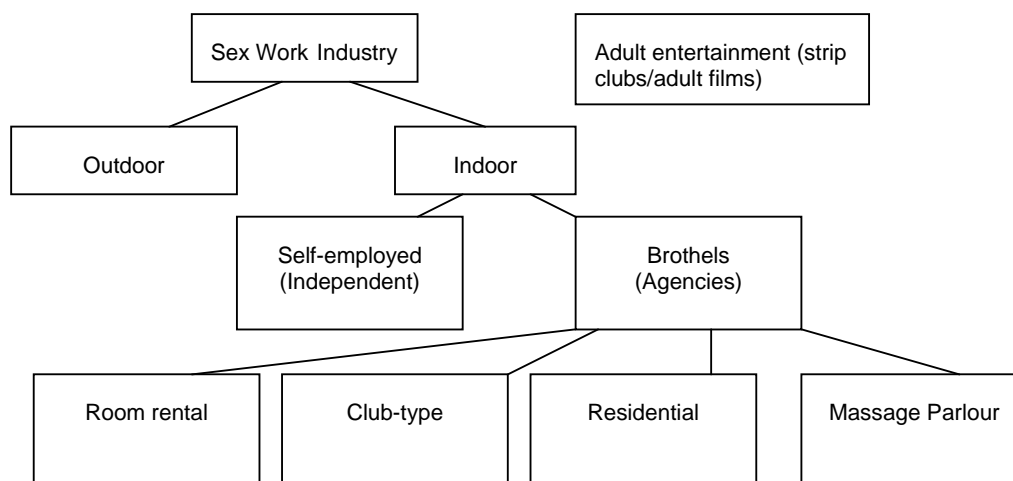 Sex Work Industry
Adult entertainment (strip
clubs/adult films)
Outdoor
Indoor
Self-employed
(Independent)
Brothels
(Agencies)
Room rental
Club-type
Residential
Massage Parlour